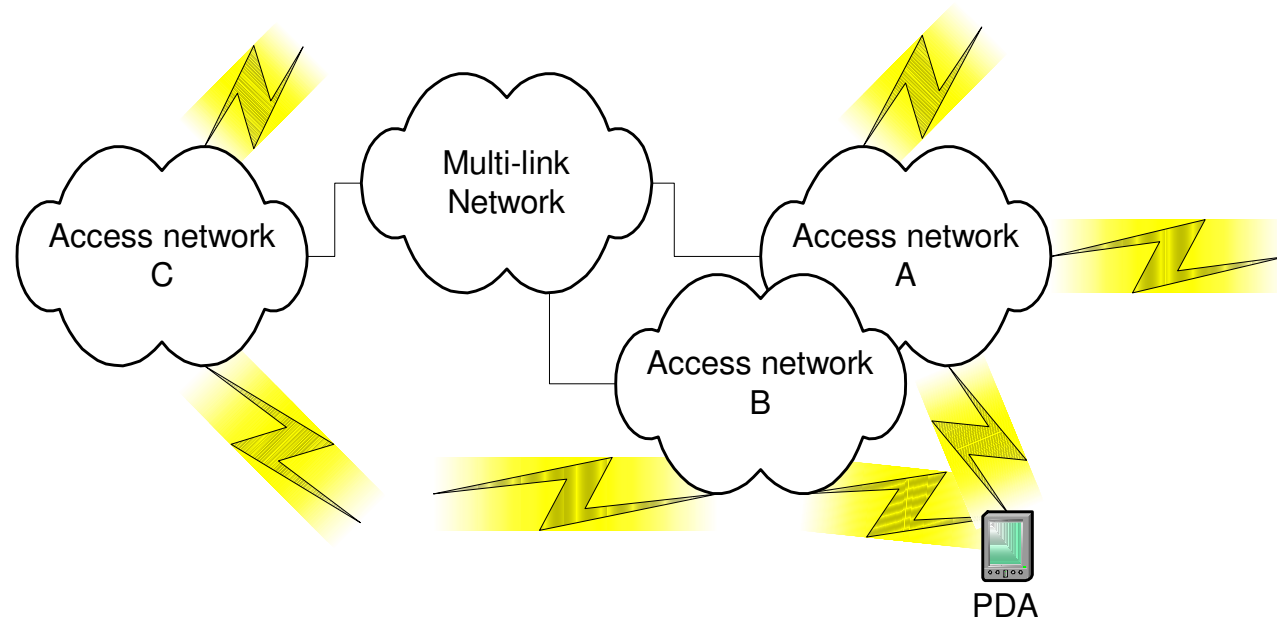 Multi-link
Network
Access network
C
Access network
A
Access network
B
PDA